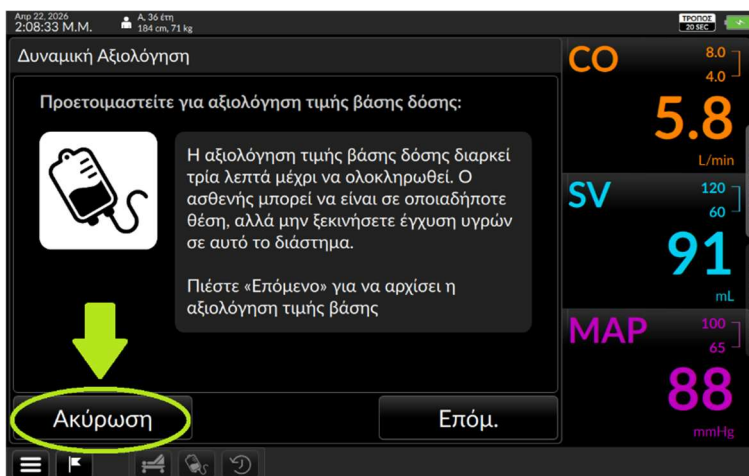 Απρ 22, 2026
2:08:33 Μ.Μ.
Α, 36 έτη
184 cm, 71 kg
ΤΡΟΠΟΣ
20 SEC
Δυναμική Αξιολόγηση
Προετοιμαστείτε για αξιολόγηση τιμής βάσης δόσης:
Η αξιολόγηση τιμής βάσης δόσης διαρκεί
τρία λεπτά μέχρι να ολοκληρωθεί. Ο
ασθενής μπορεί να είναι σε οποιαδήποτε
θέση, αλλά μην ξεκινήσετε έγχυση υγρών
σε αυτό το διάστημα.
Πιέστε «Επόμενο» για να αρχίσει η
αξιολόγηση τιμής βάσης
Ακύρωση
Επόμ.
CO
8.0
4.0
5.8
L/min
SV
120
60
91
mL
MAP
100
65
88
mmHg